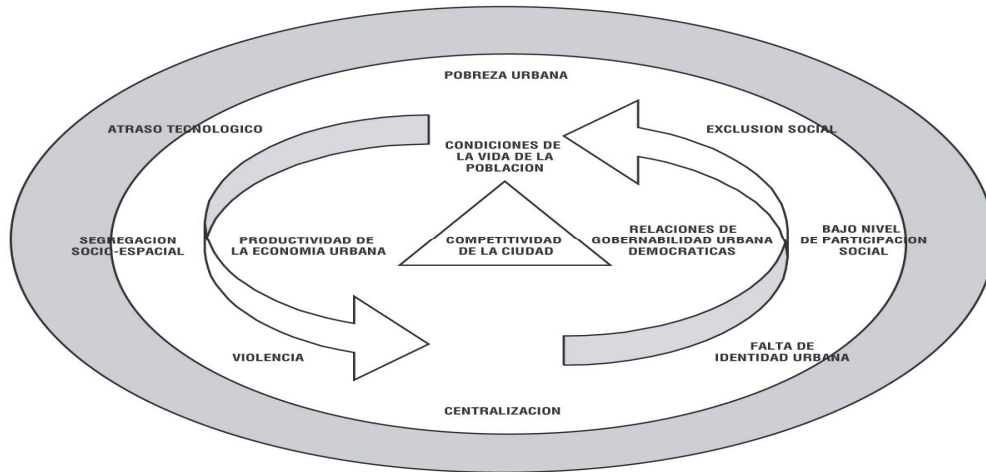 POBREZA URBANA
ATRASO TECNOLOGICO
EXCLUSION SOCIAL
CONDICIONES DE
LA VIDA DE LA
POBLACION
SEGREGACION
SOCIO-ESPACIAL
PRODUCTIVIDAD DE
LA ECONOMIA URBANA
COMPETITIVIDAD
DE LA CIUDAD
RELACIONES DE
GOBERNABILIDAD URBANA
DEMOCRATICAS
BAJO NIVEL
DE PARTICIPACION
SOCIAL
VIOLENCIA
FALTA DE
IDENTIDAD URBANA
CENTRALIZACION